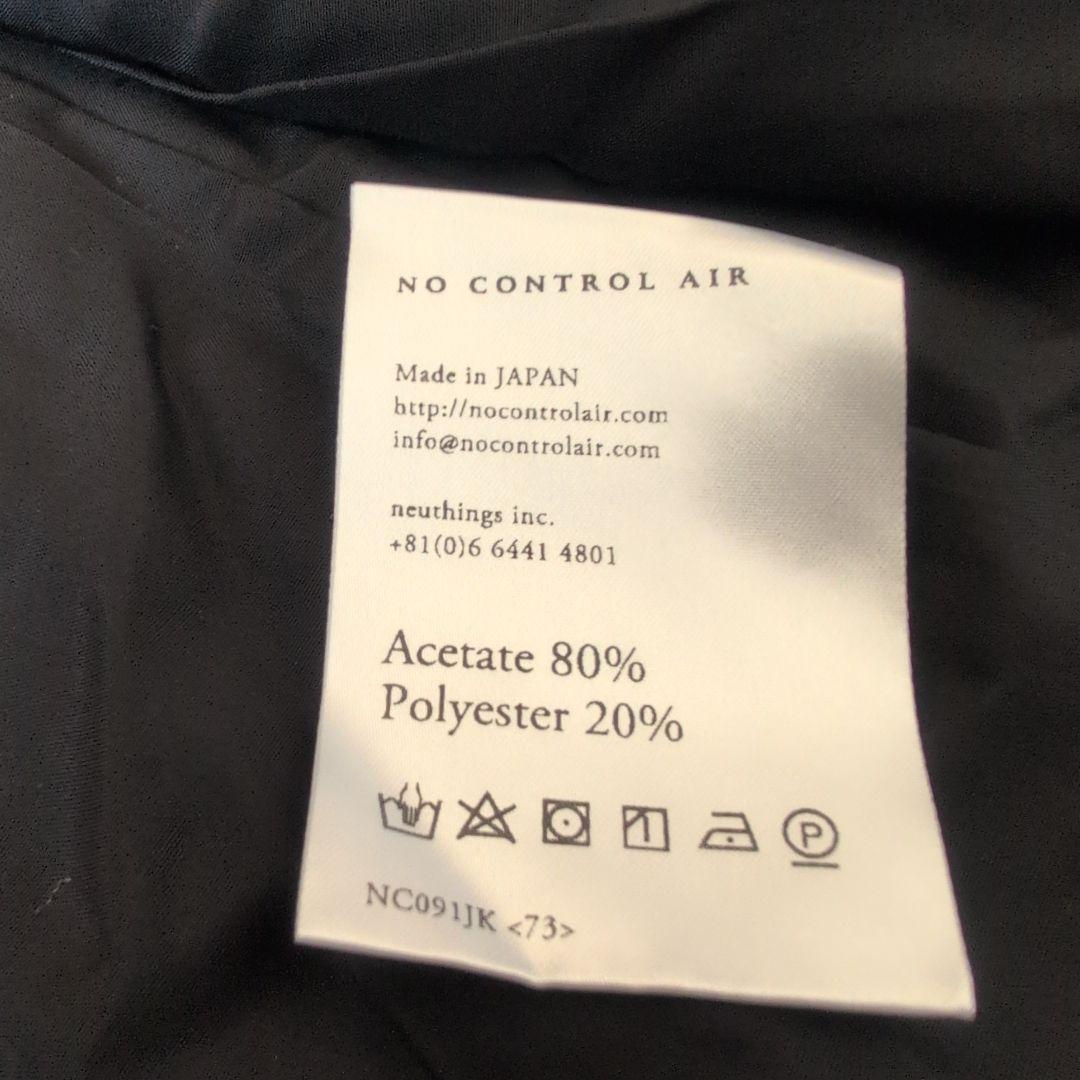 NO CONTROL AIR
Made in JAPAN
http://nocontrolair.com
info@nocontrolair.com
neuthings inc.
+81(0)6 6441 4801
Acetate 80%
Polyester 20%
P
NC091JK <73>